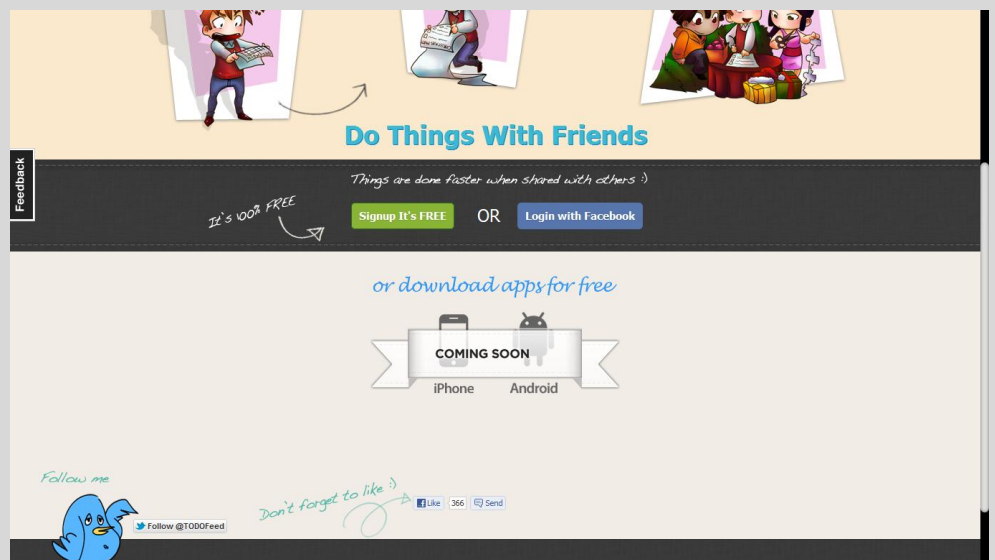 Do Things With Friends
Feedback
Things are done faster when shared with others :)
It's 100% FREE
Signup It's FREE
OR
Login with Facebook
or download apps for free
COMING SOON
iPhone
Android
Follow me
Don't forget to like :)
Like
366
Send
Follow @TODOFeed